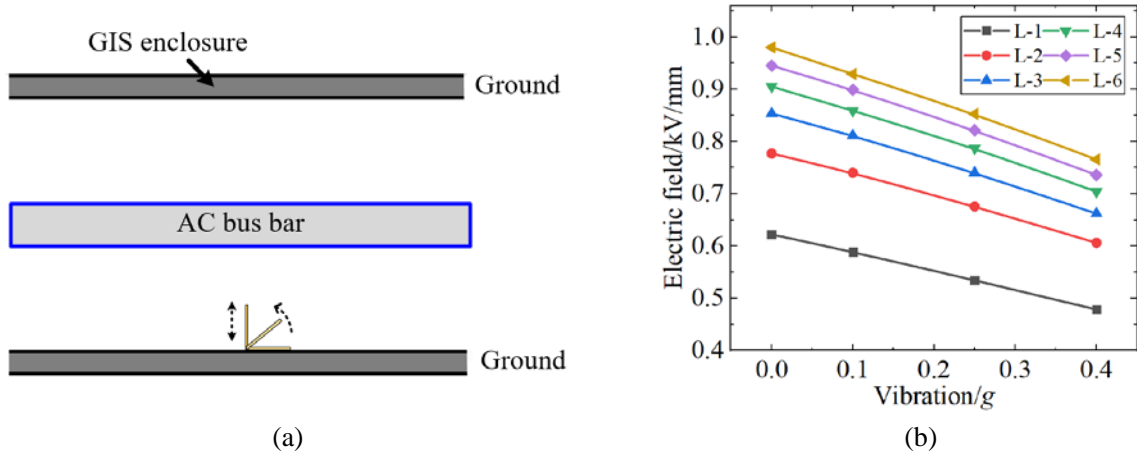 GIS enclosure
Ground
AC bus bar
Ground
(a)
Electric field/kV/mm
1.0
0.9
0.8
0.7
0.6
0.5
0.4
L-1 L-4
L-2 L-5
L-3 L-6
0.0 0.1 0.2 0.3 0.4
Vibration/g
(b)